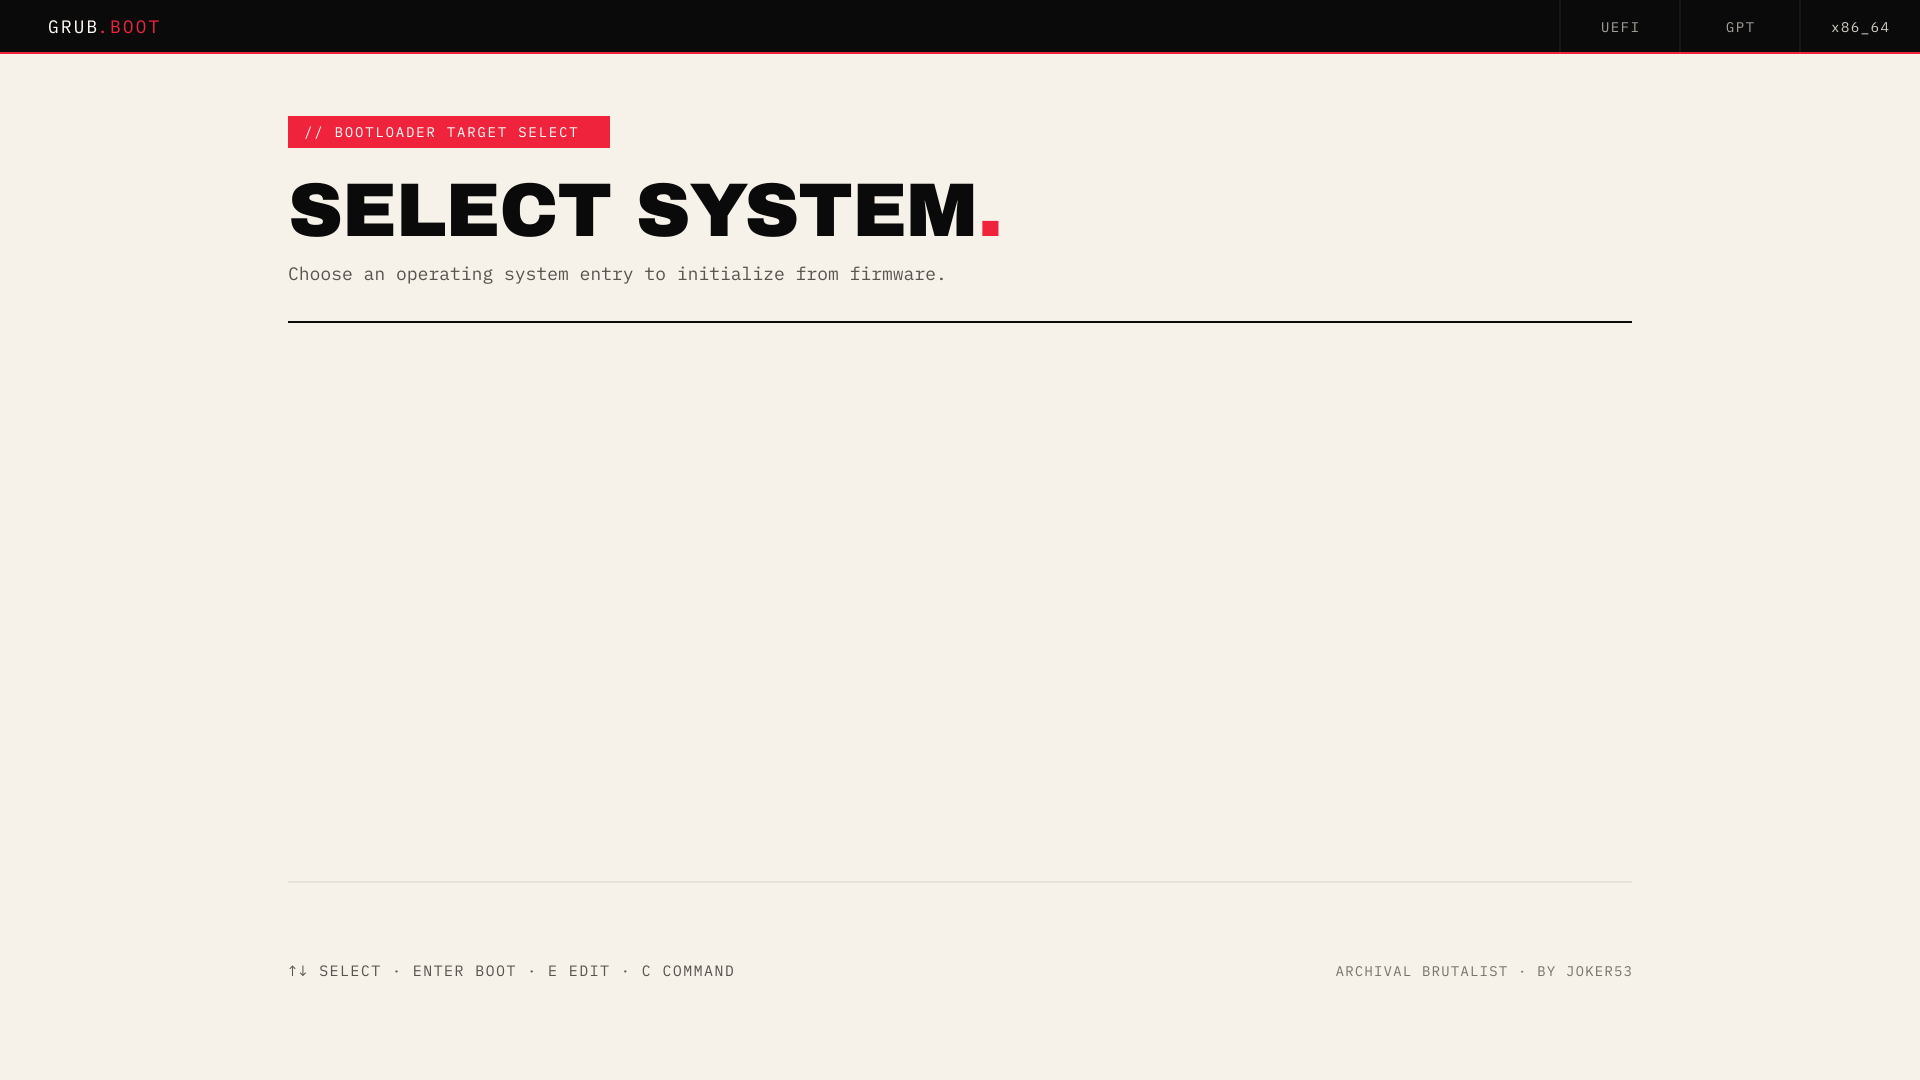 GRUB.BOOT
UEFI
GPT
x86_64
// BOOTLOADER TARGET SELECT
SELECT SYSTEM.
Choose an operating system entry to initialize from firmware.
↑↓ SELECT · ENTER BOOT · E EDIT · C COMMAND
ARCHIVAL BRUTALIST · BY JOKER53